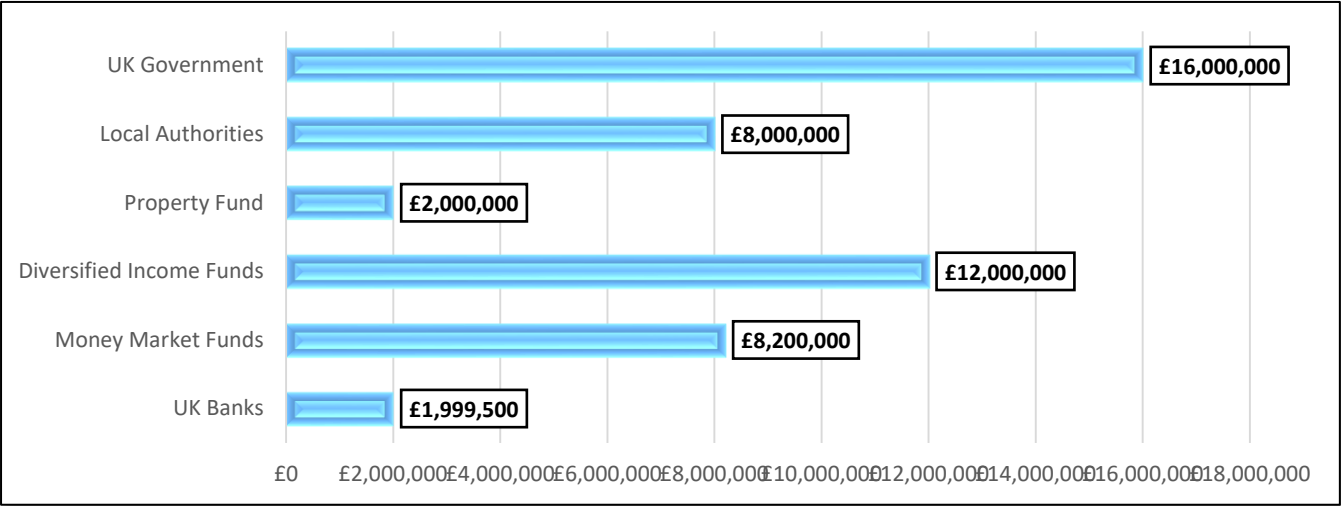 UK Government £16,000,000
Local Authorities £8,000,000
Property Fund £2,000,000
Diversified Income Funds £12,000,000
Money Market Funds £8,200,000
UK Banks £1,999,500
£0 £2,000,000 £4,000,000 £6,000,000 £8,000,000 £10,000,000 £12,000,000 £14,000,000 £16,000,000 £18,000,000